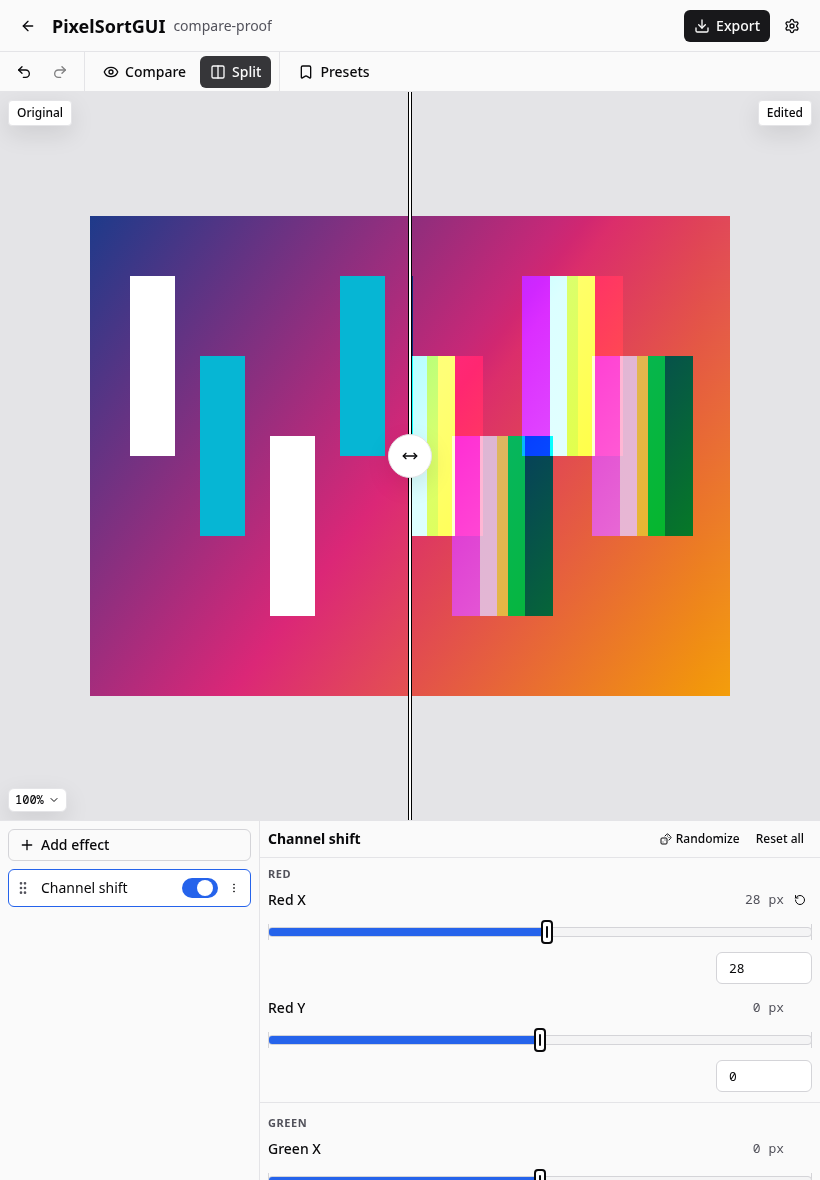 PixelSortGUI compare-proof Export
Compare Split Presets
Original Edited
100%
Add effect
Channel shift
Channel shift Randomize Reset all
RED
Red X 28 px
28
Red Y 0 px
0
GREEN
Green X 0 px